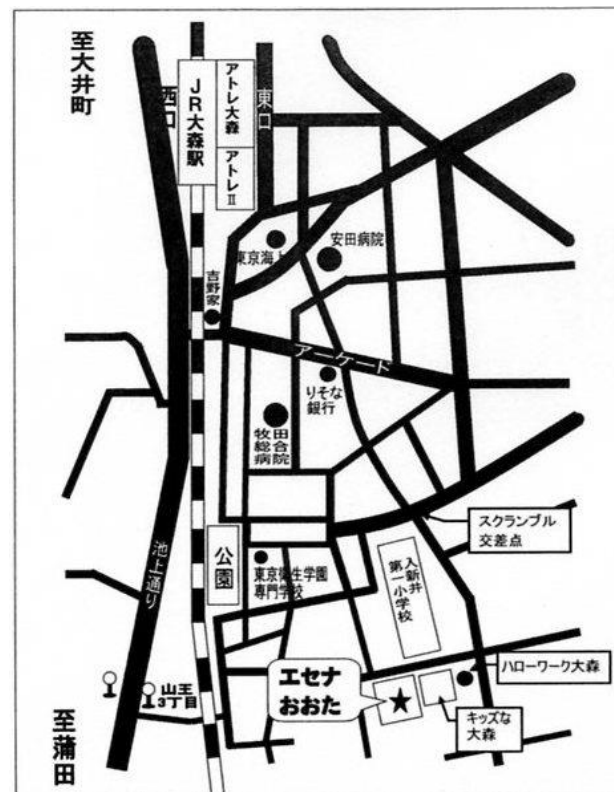 至大井町
西口
JR大森駅
アトレ大森
アトレⅡ
東口
東京海上
安田病院
吉野家
アーケード
りそな
銀行
牧田
総合
病院
スクランブル
交差点
池上通り
公園
東京衛生学園
専門学校
入新井
第一小学校
ハローワーク大森
エセナ
おおた
キッズな
大森
山王
3丁目
至蒲田